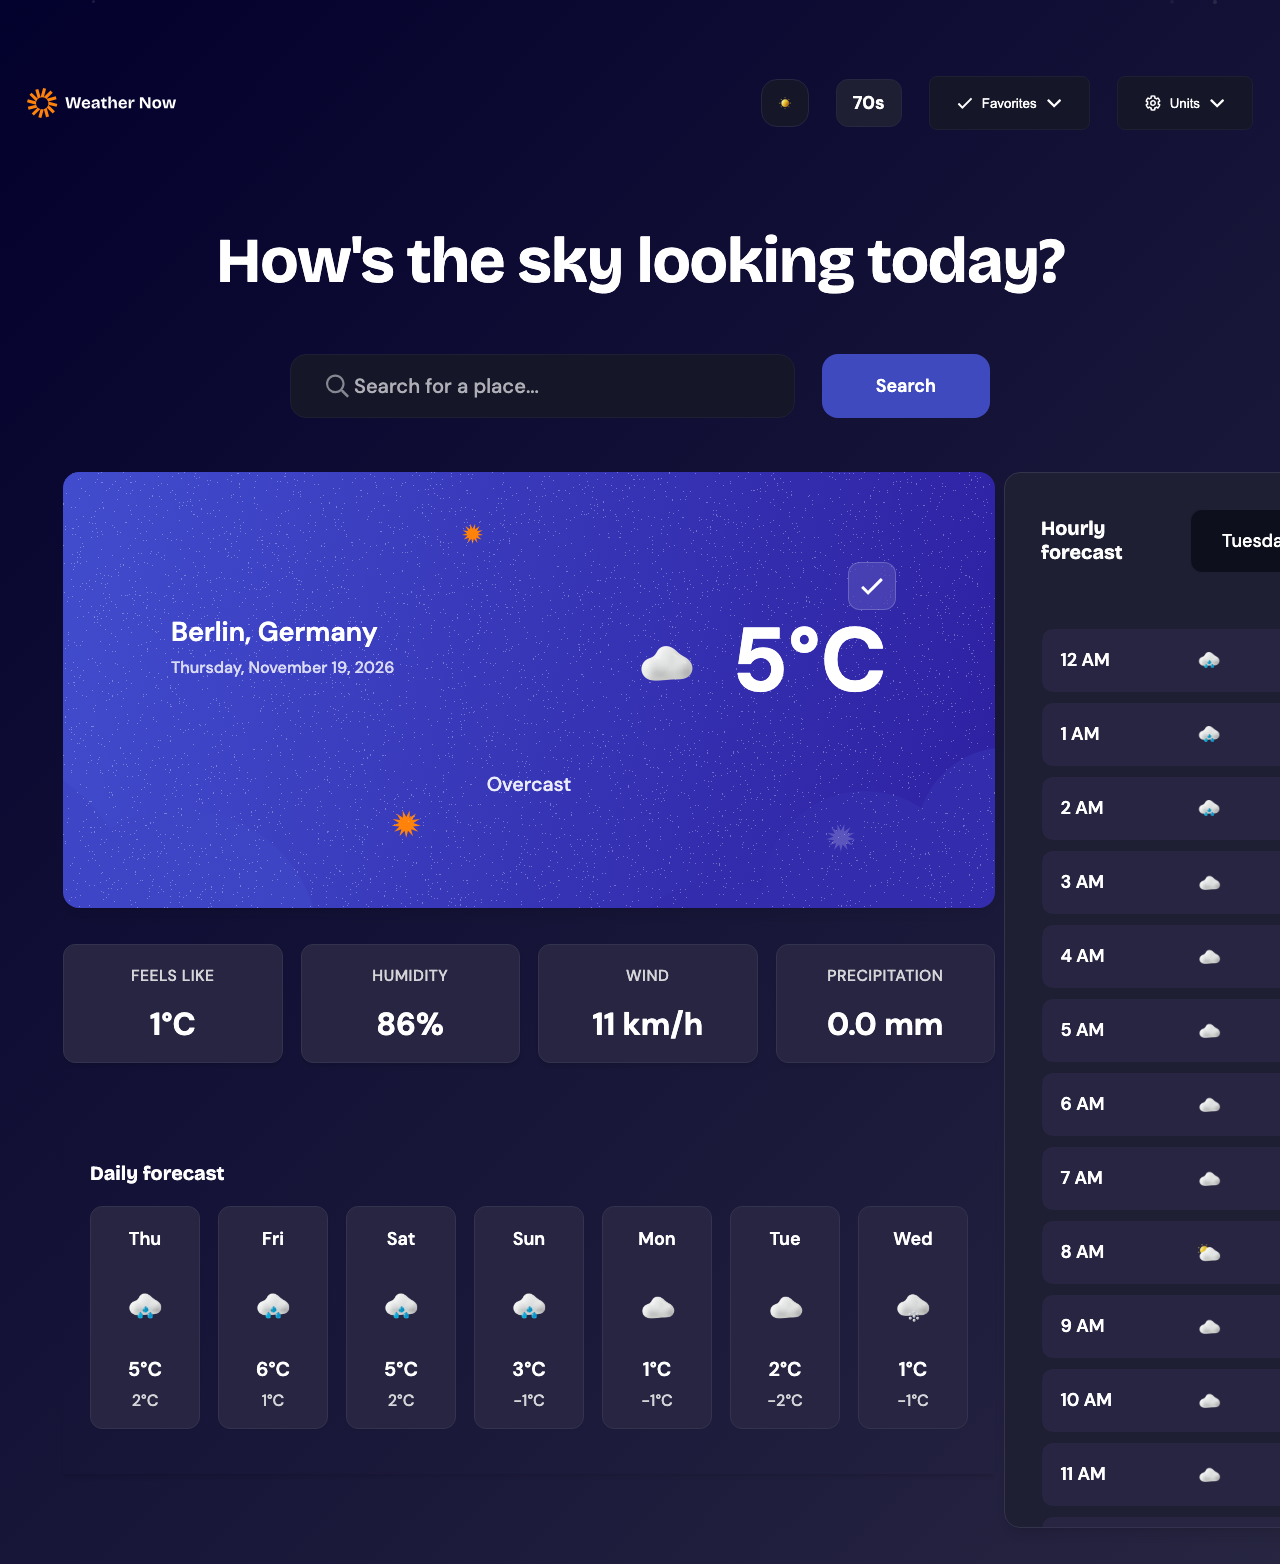 Weather Now
70s
Favorites
Units
How's the sky looking today?
Search for a place...
Search
Berlin, Germany
Thursday, November 19, 2026
5°C
Overcast
FEELS LIKE
1°C
HUMIDITY
86%
WIND
11 km/h
PRECIPITATION
0.0 mm
Daily forecast
Thu
5°C
2°C
Fri
6°C
1°C
Sat
5°C
2°C
Sun
3°C
-1°C
Mon
1°C
-1°C
Tue
2°C
-2°C
Wed
1°C
-1°C
Hourly
forecast
Tuesda
12 AM
1 AM
2 AM
3 AM
4 AM
5 AM
6 AM
7 AM
8 AM
9 AM
10 AM
11 AM